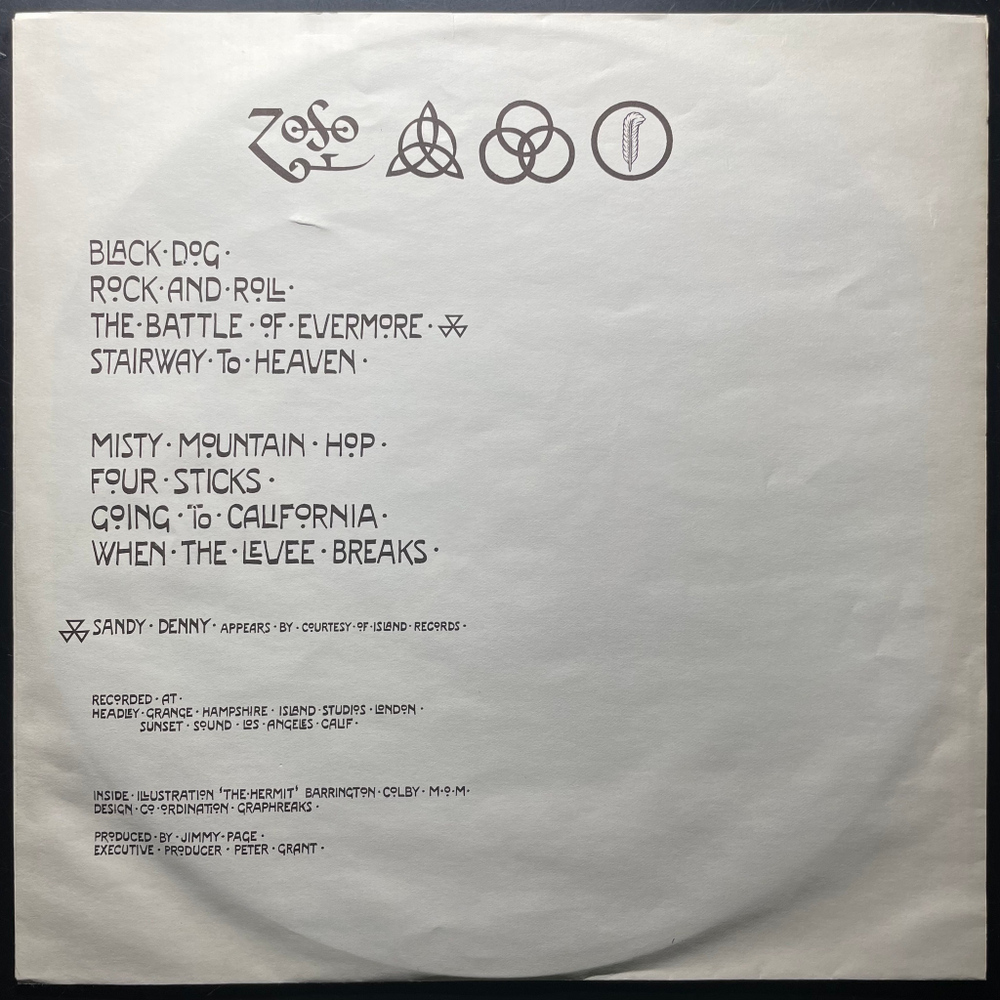 ZOSO
BLACK·DOG·
ROCK·AND·ROLL·
THE·BATTLE·OF·EVERMORE·
STAIRWAY·TO·HEAVEN·
MISTY·MOUNTAIN·HOP·
FOUR·STICKS·
GOING·TO·CALIFORNIA·
WHEN·THE·LEVEE·BREAKS·
SANDY·DENNY·APPEARS·BY·COURTESY·OF·ISLAND·RECORDS·
RECORDED·AT·
HEADLEY·GRANGE·HAMPSHIRE·ISLAND·STUDIOS·LONDON·
SUNSET·SOUND·LOS·ANGELES·CALIF·
INSIDE·ILLUSTRATION 'THE·HERMIT' BARRINGTON·COLBY·M·O·M·
DESIGN·CO·ORDINATION·GRAPHREAKS·
PRODUCED·BY·JIMMY·PAGE·
EXECUTIVE·PRODUCER·PETER·GRANT·